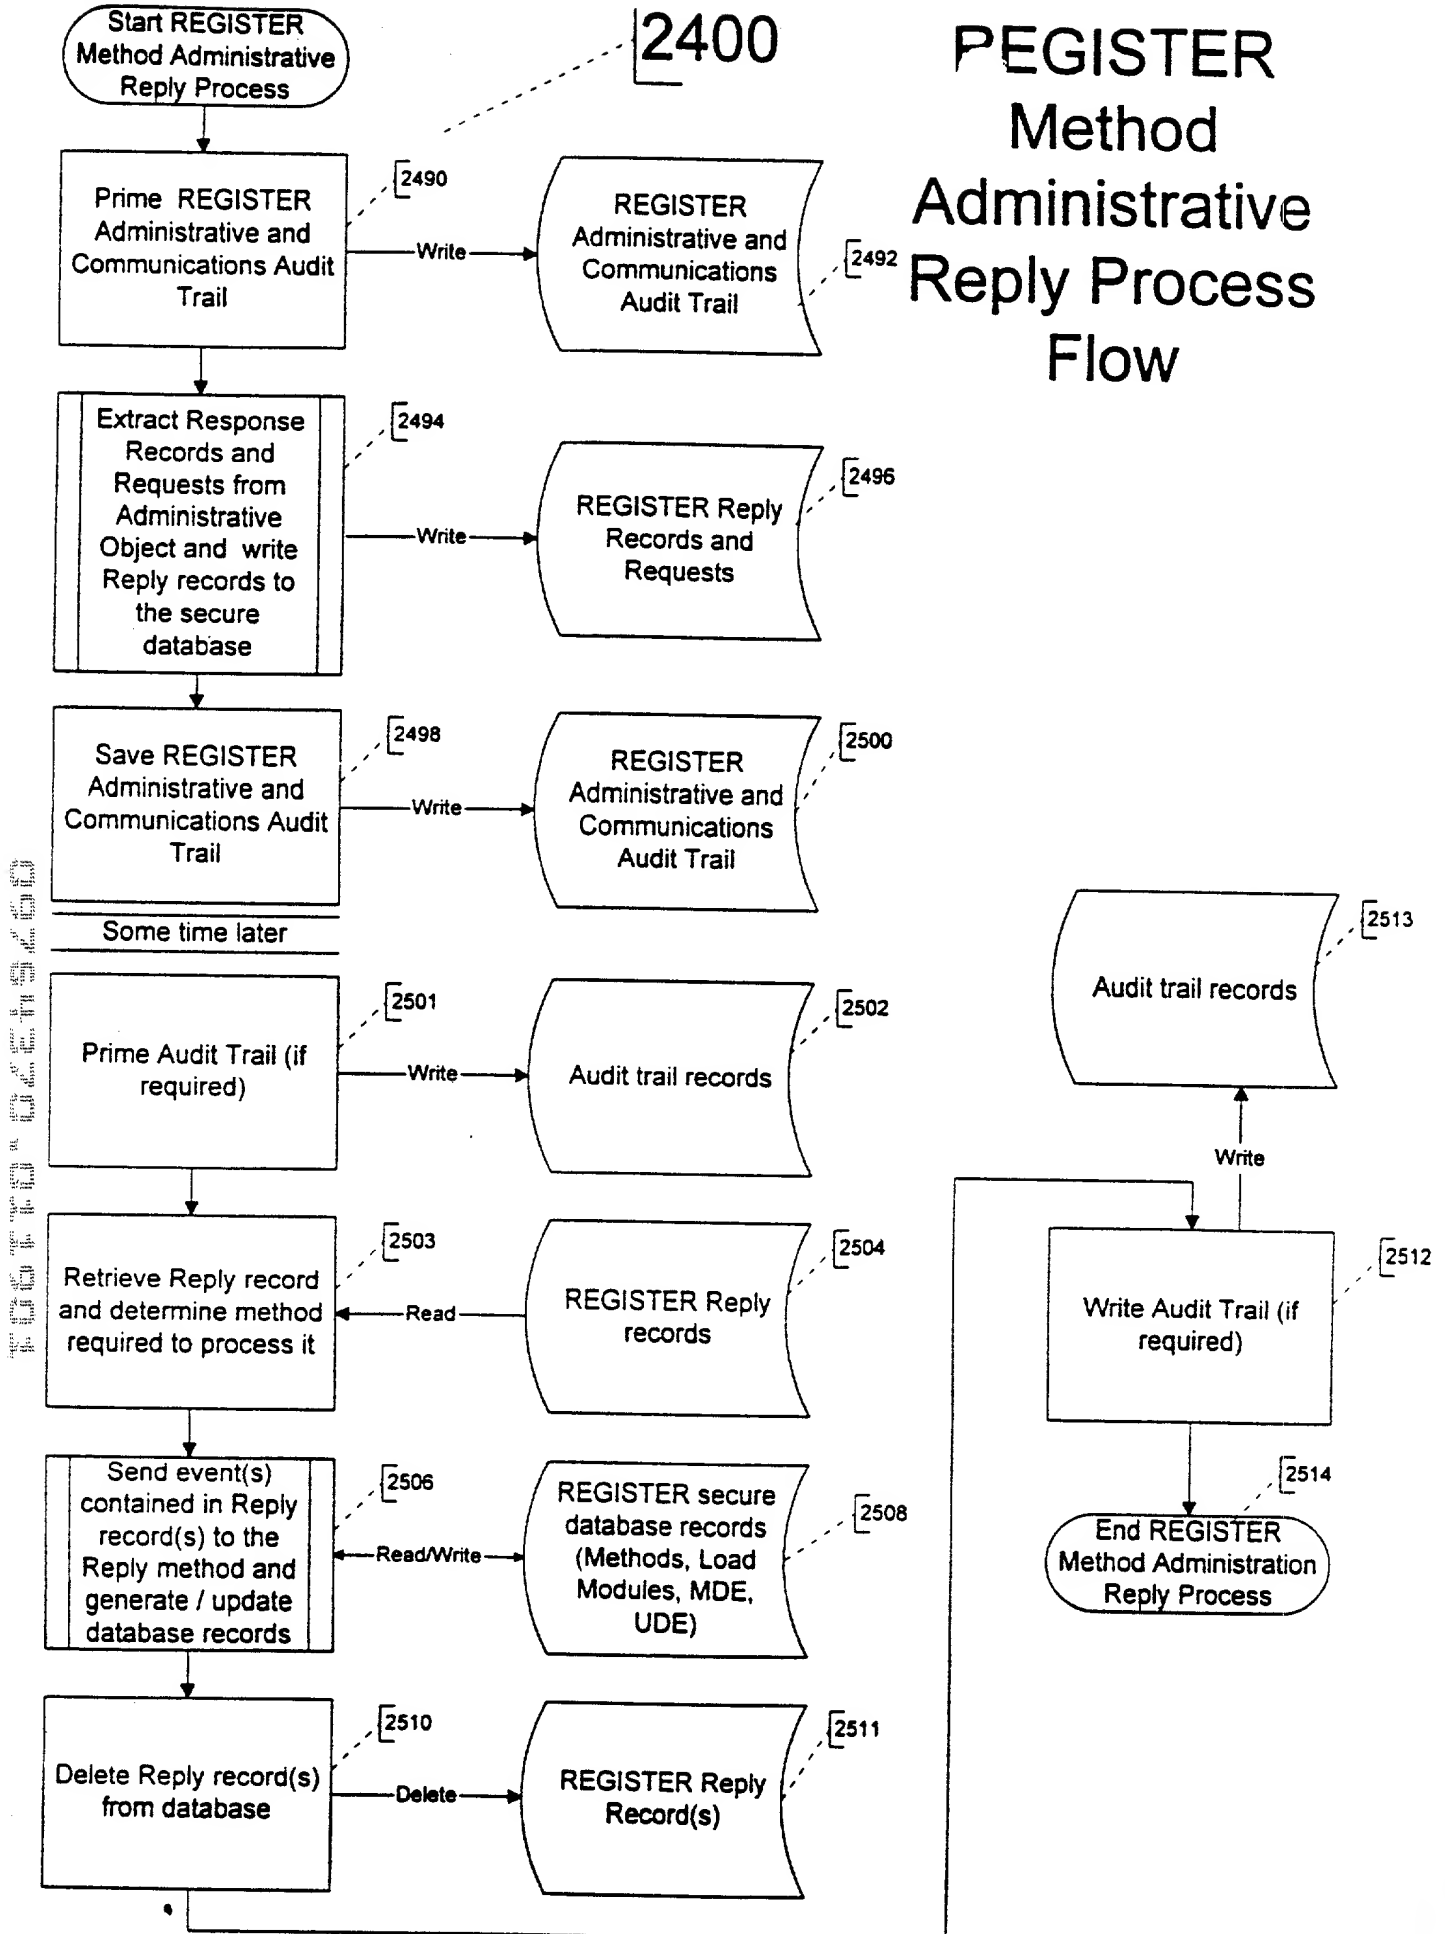 Start REGISTER
Method Administrative
Reply Process
2400
PEGISTER
Method
Administrative
Reply Process
Flow
Prime REGISTER
Administrative and
Communications Audit
Trail
2490
Write
REGISTER
Administrative and
Communications
Audit Trail
2492
Extract Response
Records and
Requests from
Administrative
Object and write
Reply records to
the secure
database
2494
Write
REGISTER Reply
Records and
Requests
2496
Save REGISTER
Administrative and
Communications Audit
Trail
2498
Write
REGISTER
Administrative and
Communications
Audit Trail
2500
Some time later
Prime Audit Trail (if
required)
2501
Write
Audit trail records
2502
Retrieve Reply record
and determine method
required to process it
2503
Read
REGISTER Reply
records
2504
Send event(s)
contained in Reply
record(s) to the
Reply method and
generate / update
database records
2506
Read/Write
REGISTER secure
database records
(Methods, Load
Modules, MDE,
UDE)
2508
Delete Reply record(s)
from database
2510
Delete
REGISTER Reply
Record(s)
2511
Audit trail records
2513
Write
Write Audit Trail (if
required)
2512
2514
End REGISTER
Method Administration
Reply Process